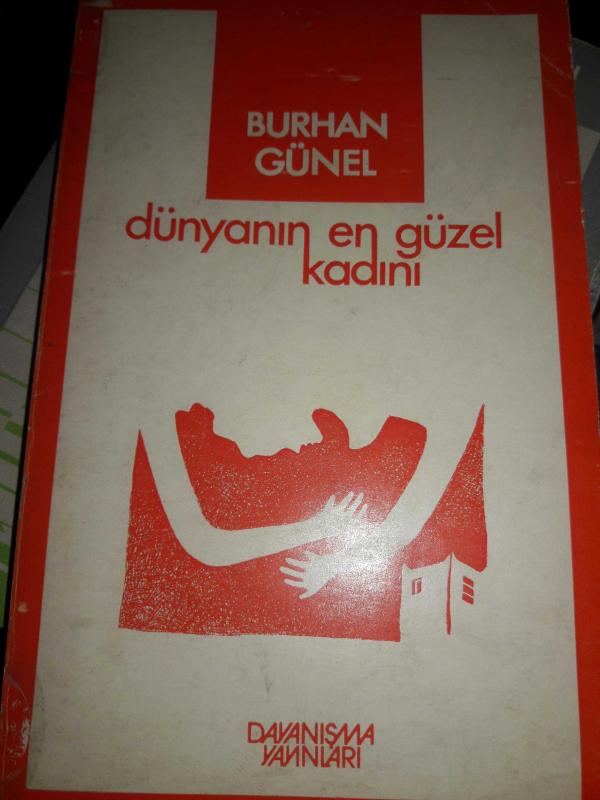 BURHAN
GÜNEL
dünyanın en güzel
kadını
DAYANIŞMA
YAYINLARI